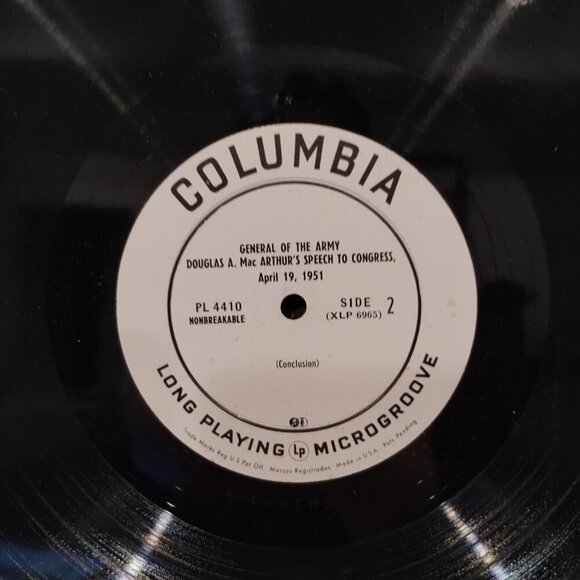 COLUMBIA
GENERAL OF THE ARMY
DOUGLAS A. Mac ARTHUR'S SPEECH TO CONGRESS,
April 19, 1951
PL 4410
NONBREAKABLE
SIDE 2
(XLP 6965)
(Conclusion)
LONG PLAYING Lp MICROGROOVE
Trade Marks Reg U S Pat Off. Marcas Registradas Made in U.S.A. Pats Pending